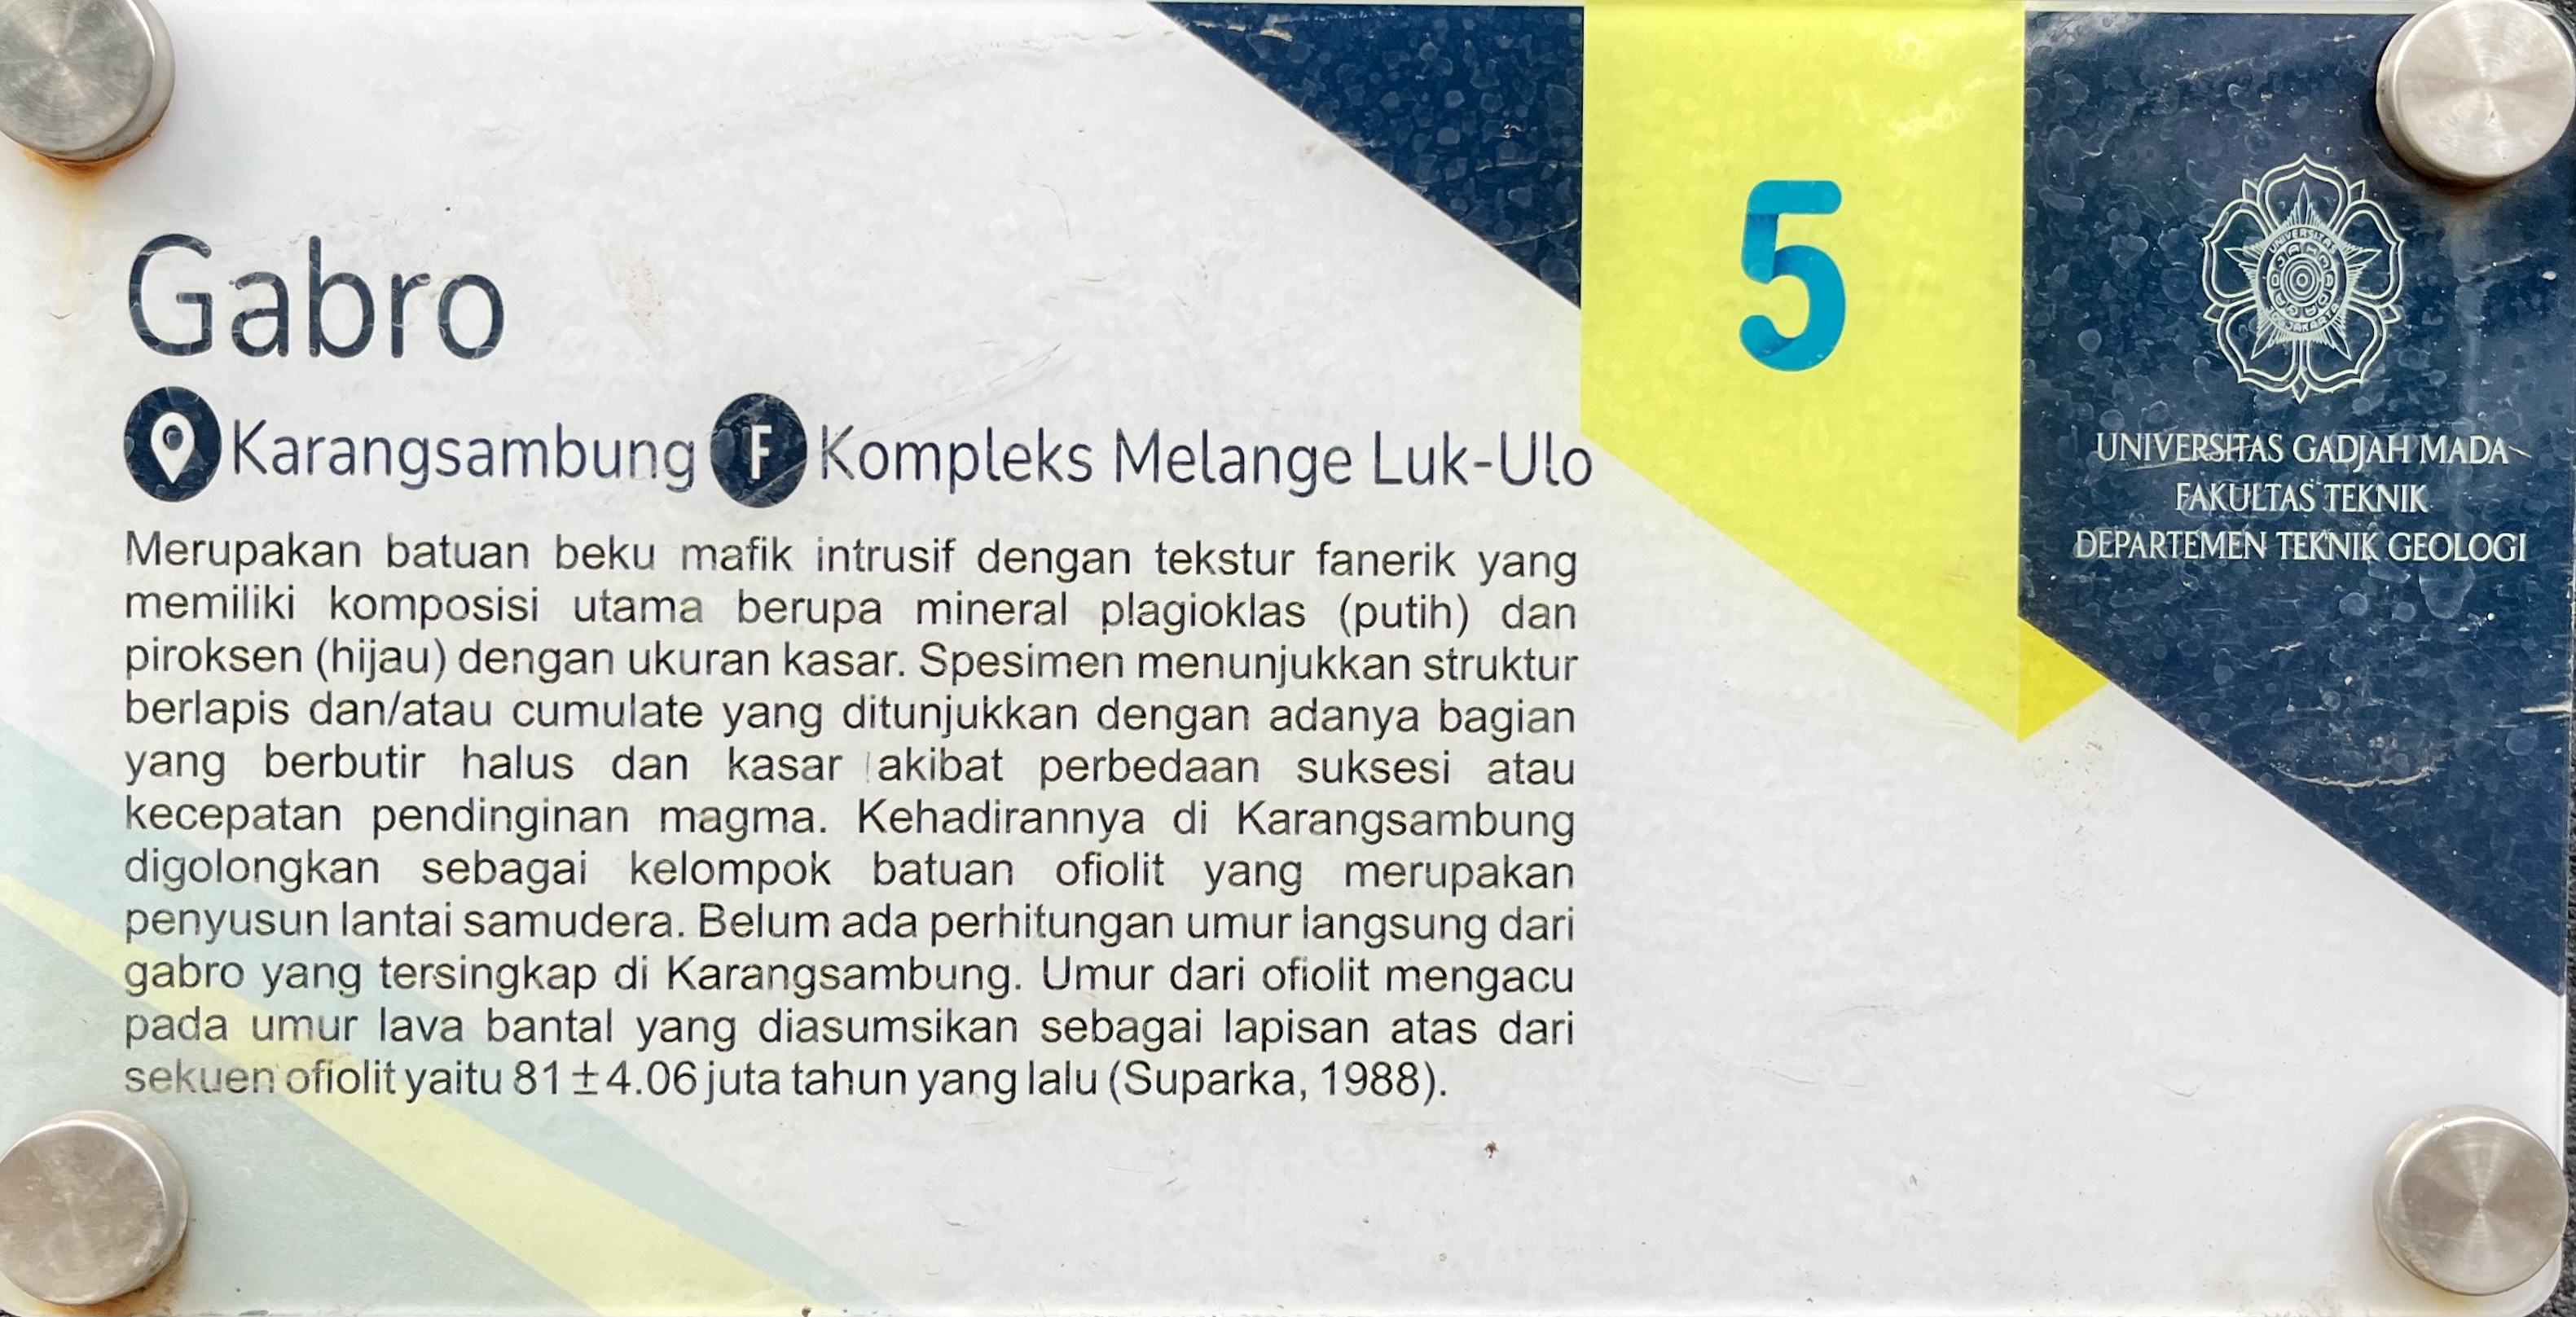 5
Gabro
Karangsambung F Kompleks Melange Luk-Ulo
Merupakan batuan beku mafik intrusif dengan tekstur fanerik yang
memiliki komposisi utama berupa mineral plagioklas (putih) dan
piroksen (hijau) dengan ukuran kasar. Spesimen menunjukkan struktur
berlapis dan/atau cumulate yang ditunjukkan dengan adanya bagian
yang berbutir halus dan kasar akibat perbedaan suksesi atau
kecepatan pendinginan magma. Kehadirannya di Karangsambung
digolongkan sebagai kelompok batuan ofiolit yang merupakan
penyusun lantai samudera. Belum ada perhitungan umur langsung dari
gabro yang tersingkap di Karangsambung. Umur dari ofiolit mengacu
pada umur lava bantal yang diasumsikan sebagai lapisan atas dari
sekuen ofiolit yaitu 81 ± 4.06 juta tahun yang lalu (Suparka, 1988).
UNIVERSITAS GADJAH MADA
FAKULTAS TEKNIK
DEPARTEMEN TEKNIK GEOLOGI